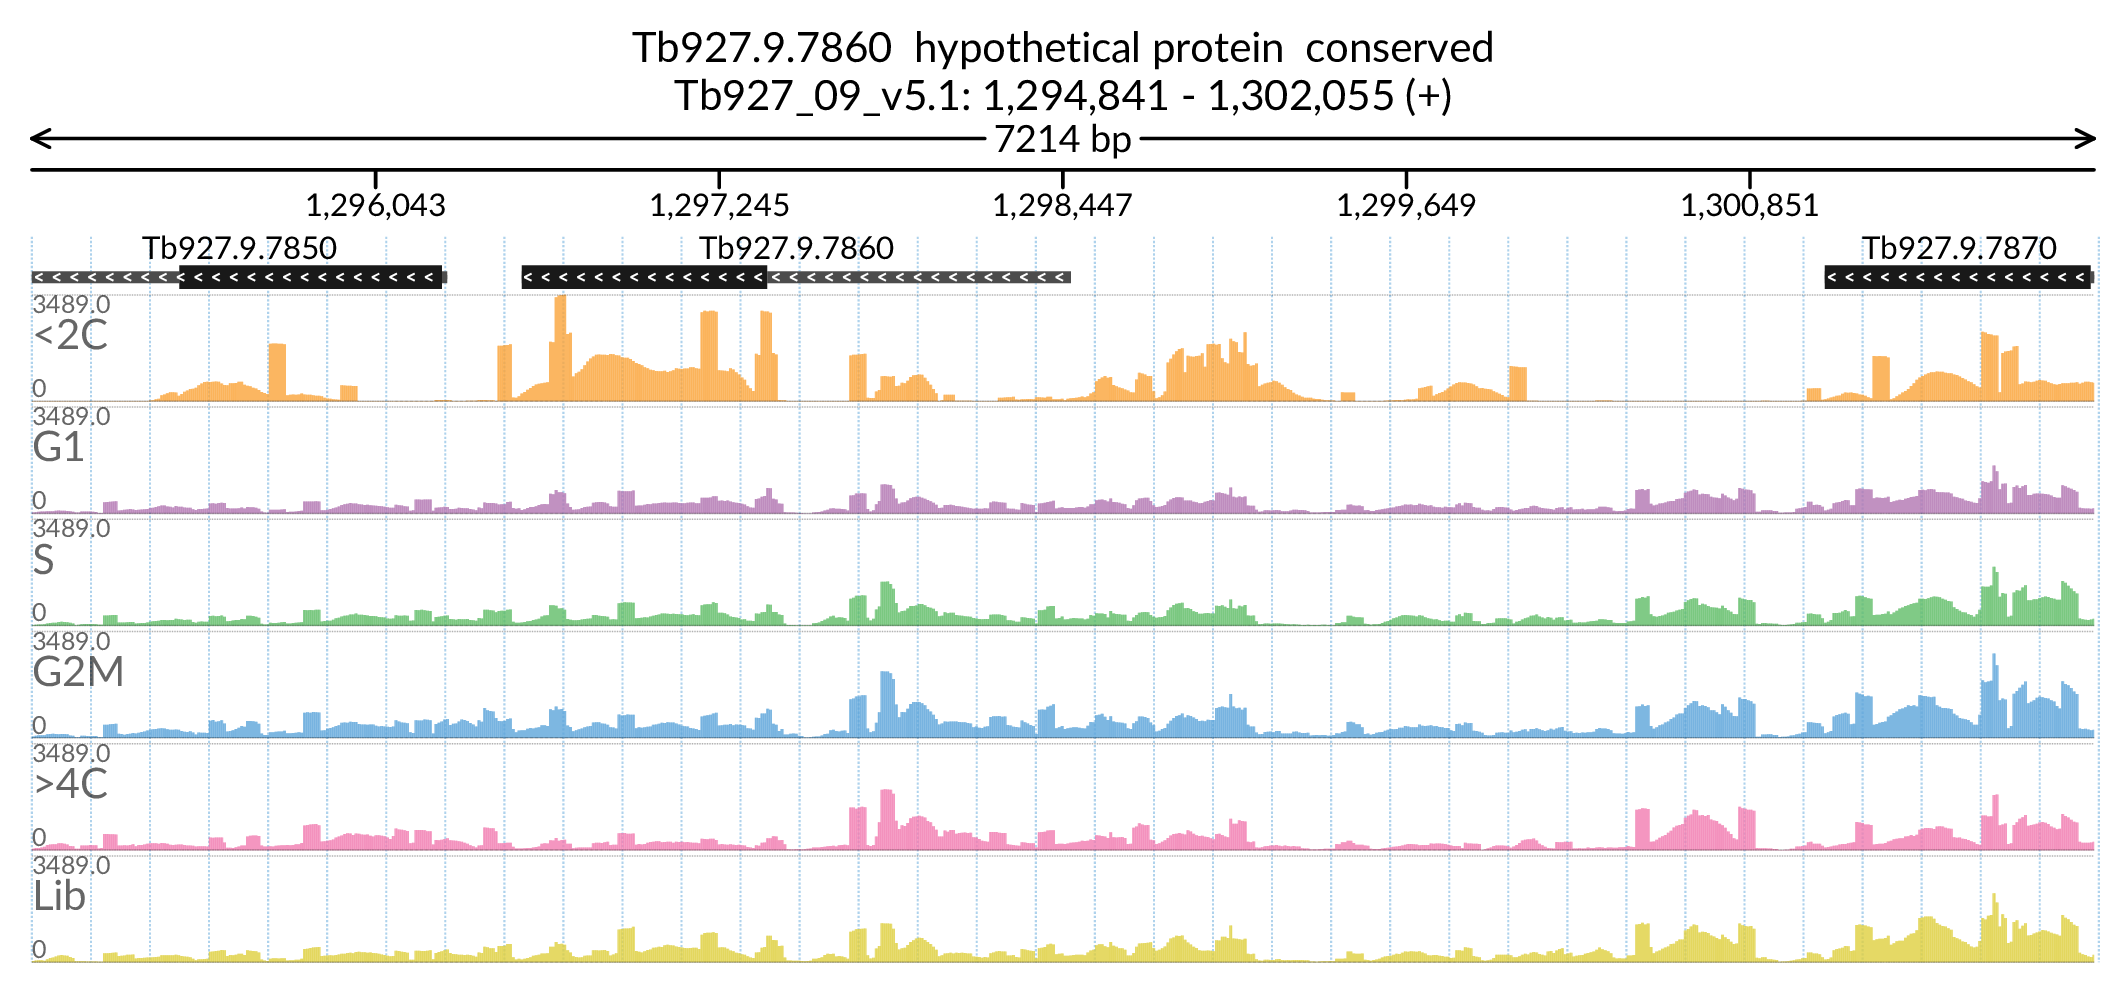 Tb927.9.7860  hypothetical protein  conserved
Tb927_09_v5.1: 1,294,841 - 1,302,055 (+)
7214 bp
1,296,043 1,297,245 1,298,447 1,299,649 1,300,851
Tb927.9.7850 Tb927.9.7860 Tb927.9.7870
3489.0
<2C
0
3489.0
G1
0
3489.0
S
0
3489.0
G2M
0
3489.0
>4C
0
3489.0
Lib
0